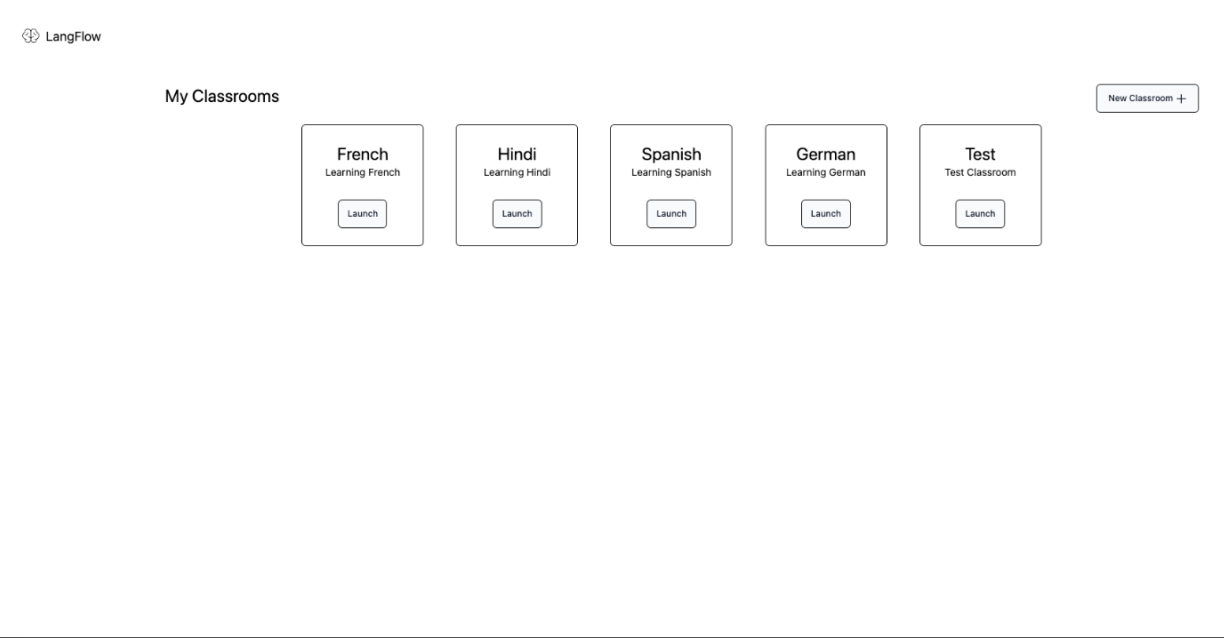 LangFlow
My Classrooms
New Classroom +
French
Learning French
Launch
Hindi
Learning Hindi
Launch
Spanish
Learning Spanish
Launch
German
Learning German
Launch
Test
Test Classroom
Launch